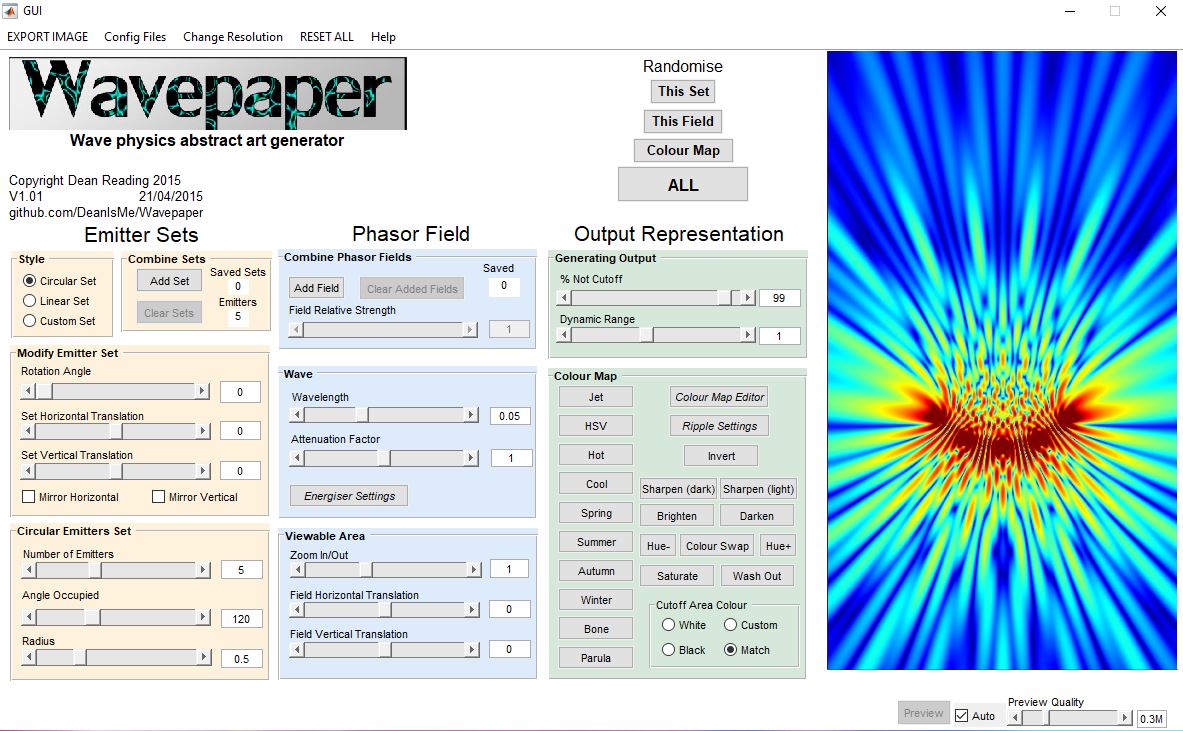 GUI
EXPORT IMAGE Config Files Change Resolution RESET ALL Help
Wavepaper
Wave physics abstract art generator
Copyright Dean Reading 2015
V1.01 21/04/2015
github.com/DeanIsMe/Wavepaper
Randomise
This Set
This Field
Colour Map
ALL
Emitter Sets
Style
Circular Set
Linear Set
Custom Set
Combine Sets
Add Set
Clear Sets
Saved Sets
0
Emitters
5
Modify Emitter Set
Rotation Angle
0
Set Horizontal Translation
0
Set Vertical Translation
0
Mirror Horizontal Mirror Vertical
Circular Emitters Set
Number of Emitters
5
Angle Occupied
120
Radius
0.5
Phasor Field
Combine Phasor Fields
Saved
Add Field Clear Added Fields 0
Field Relative Strength
1
Wave
Wavelength
0.05
Attenuation Factor
1
Energiser Settings
Viewable Area
Zoom In/Out
1
Field Horizontal Translation
0
Field Vertical Translation
0
Output Representation
Generating Output
% Not Cutoff
99
Dynamic Range
1
Colour Map
Jet
HSV
Hot
Cool
Spring
Summer
Autumn
Winter
Bone
Parula
Colour Map Editor
Ripple Settings
Invert
Sharpen (dark) Sharpen (light)
Brighten Darken
Hue- Colour Swap Hue+
Saturate Wash Out
Cutoff Area Colour
White Custom
Black Match
Preview Auto
Preview Quality
0.3M